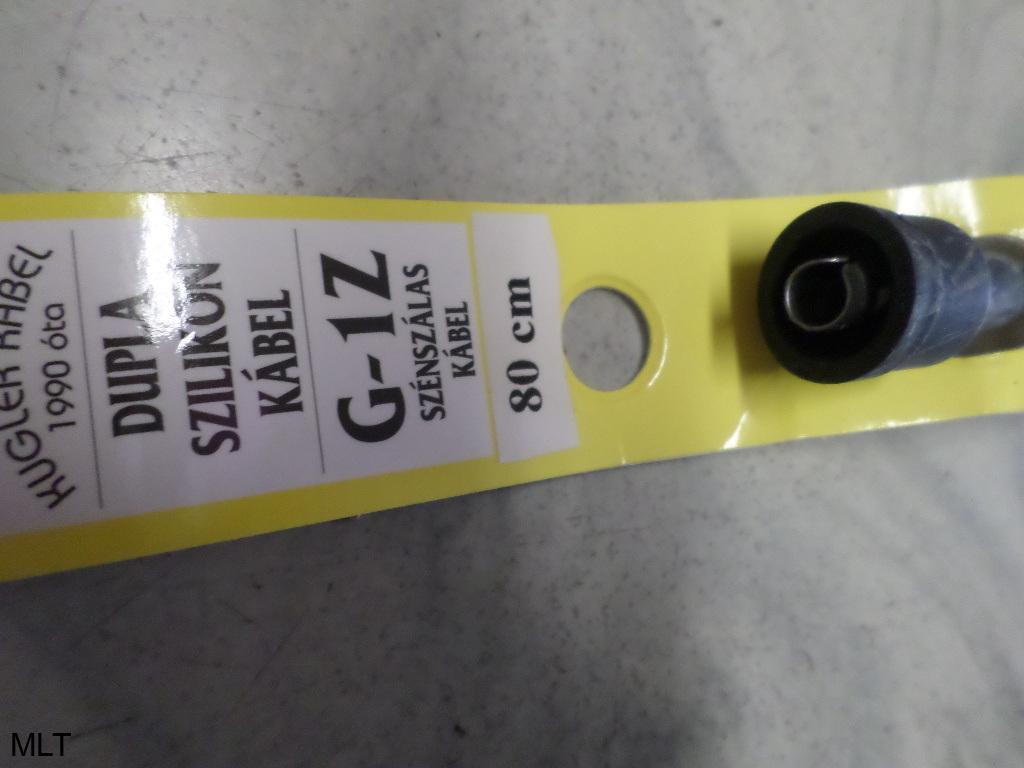 KUGLER KÁBEL
1990 óta
DUPLA
SZILIKON
KÁBEL
G-1Z
SZÉNSZÁLAS
KÁBEL
80 cm
MLT